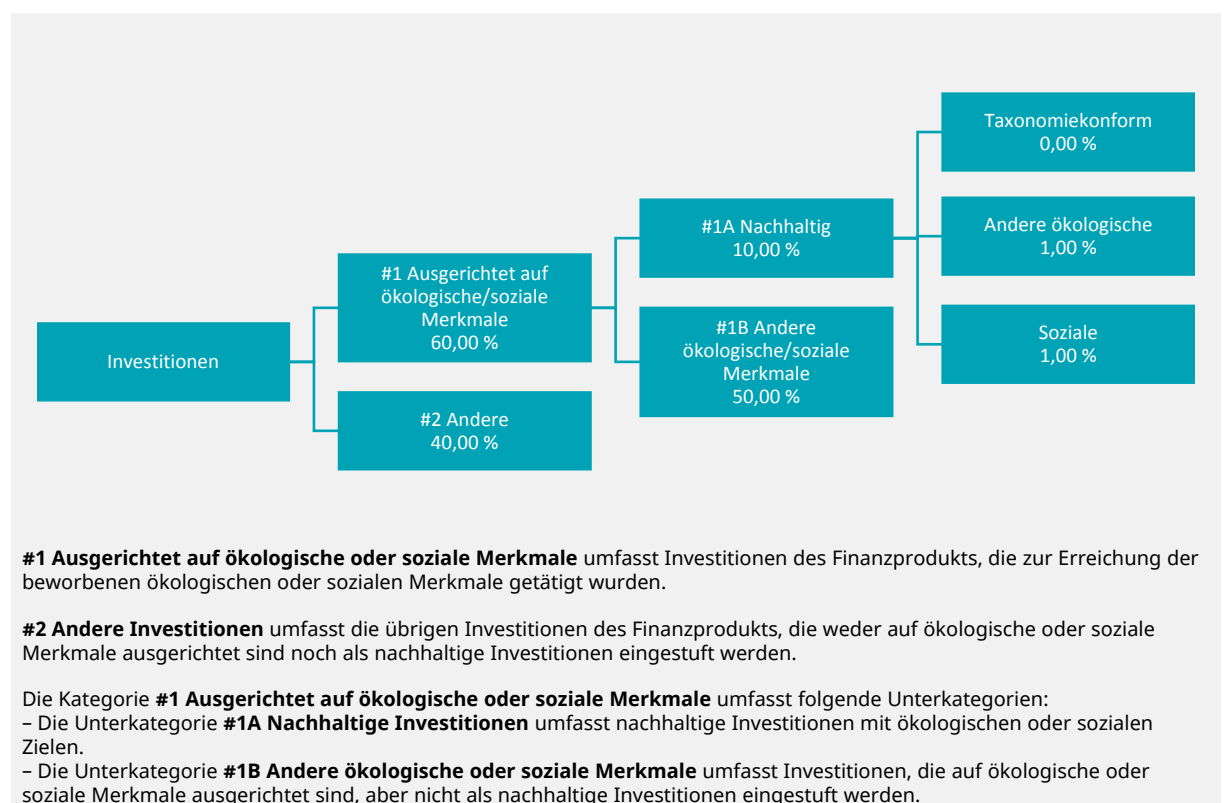 Investitionen
#1 Ausgerichtet auf
ökologische/soziale
Merkmale
60,00 %
#2 Andere
40,00 %
#1A Nachhaltig
10,00 %
#1B Andere
ökologische/soziale
Merkmale
50,00 %
Taxonomiekonform
0,00 %
Andere ökologische
1,00 %
Soziale
1,00 %
#1 Ausgerichtet auf ökologische oder soziale Merkmale umfasst Investitionen des Finanzprodukts, die zur Erreichung der
beworbenen ökologischen oder sozialen Merkmale getätigt wurden.
#2 Andere Investitionen umfasst die übrigen Investitionen des Finanzprodukts, die weder auf ökologische oder soziale
Merkmale ausgerichtet sind noch als nachhaltige Investitionen eingestuft werden.
Die Kategorie #1 Ausgerichtet auf ökologische oder soziale Merkmale umfasst folgende Unterkategorien:
– Die Unterkategorie #1A Nachhaltige Investitionen umfasst nachhaltige Investitionen mit ökologischen oder sozialen
Zielen.
– Die Unterkategorie #1B Andere ökologische oder soziale Merkmale umfasst Investitionen, die auf ökologische oder
soziale Merkmale ausgerichtet sind, aber nicht als nachhaltige Investitionen eingestuft werden.